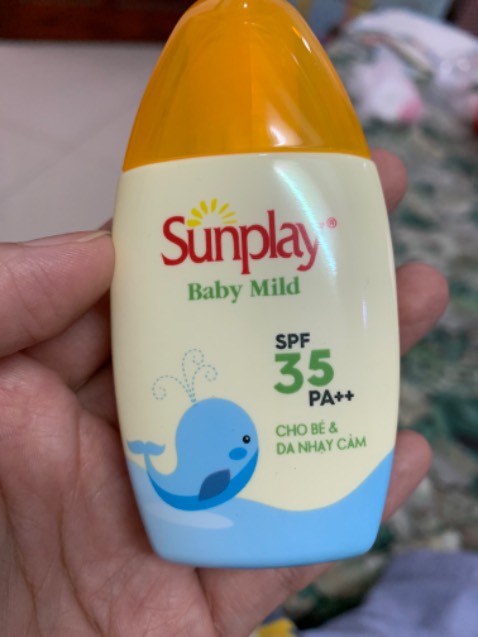 Sunplay®
Baby Mild
SPF
35
PA++
CHO BÉ &
DA NHẠY CẢM